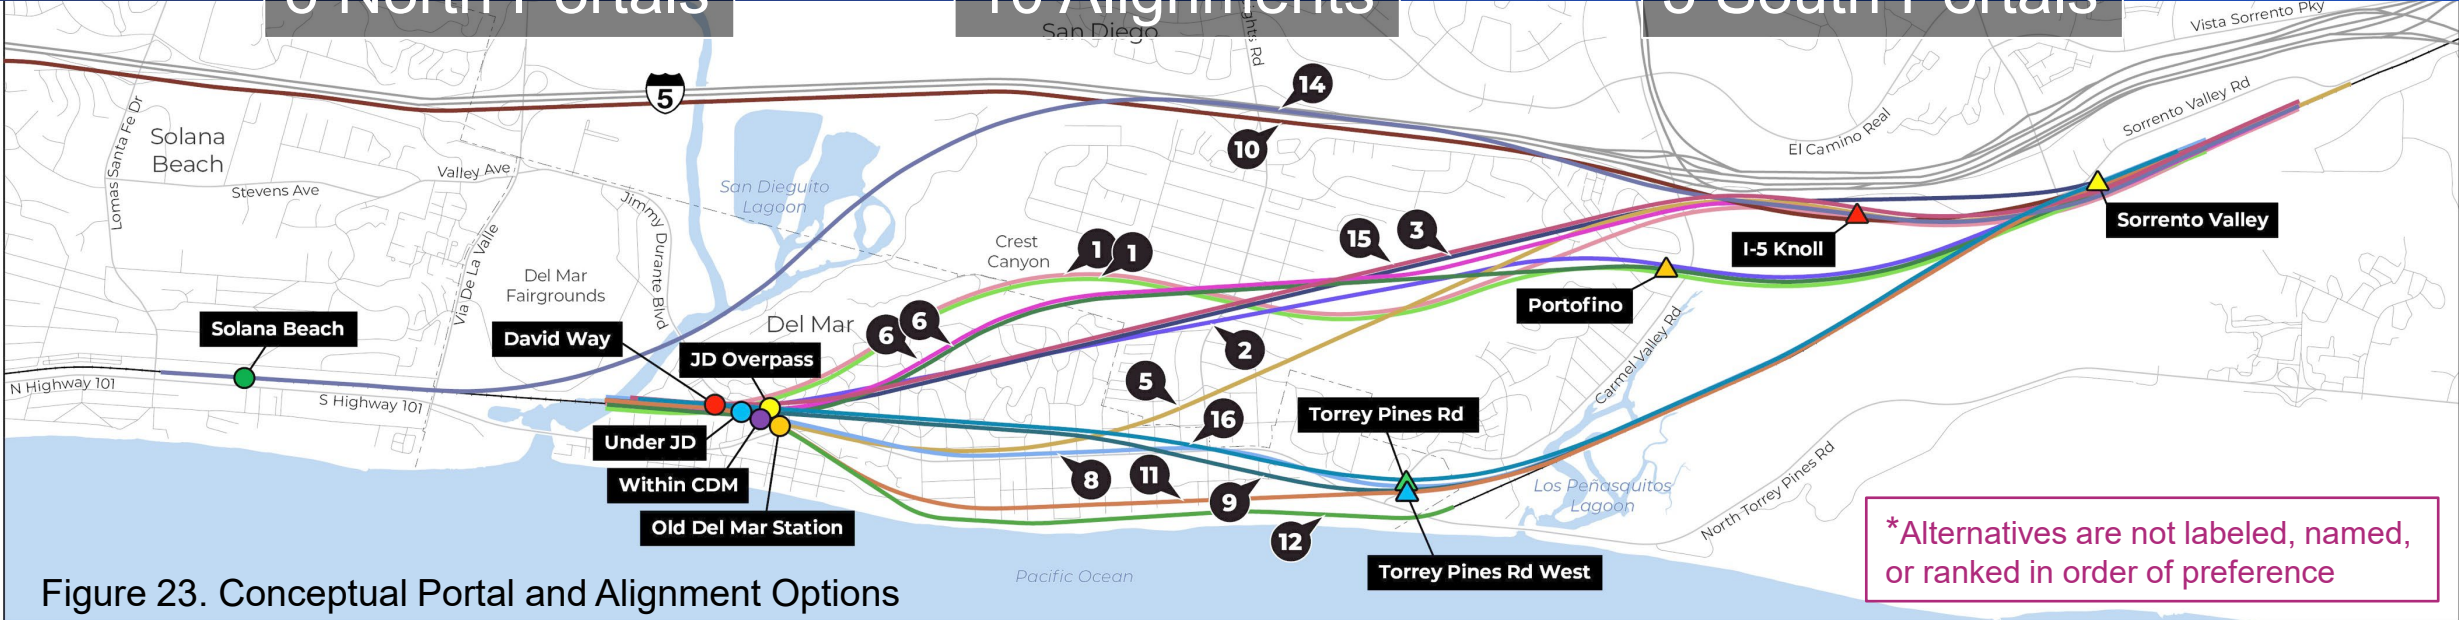 6 North Portals
16 Alignments
5 South Portals
San Diego
ghts Rd
Vista Sorrento Pky
Lomas Santa Fe Dr
Solana
Beach
Stevens Ave
Valley Ave
Via De La Valle
Jimmy Durante Blvd
Del Mar
Fairgrounds
5
San Dieguito
Lagoon
14
10
El Camino Real
Sorrento Valley Rd
Sorrento Valley
I-5 Knoll
Portofino
Crest
Canyon
1
1
15
3
6
6
2
Del Mar
Solana Beach
David Way
JD Overpass
N Highway 101
S Highway 101
Under JD
Within CDM
Old Del Mar Station
5
16
8
11
9
12
Torrey Pines Rd
Torrey Pines Rd West
Carmel Valley Rd
Los Peñasquitos
Lagoon
North Torrey Pines Rd
Pacific Ocean
*Alternatives are not labeled, named,
or ranked in order of preference
Figure 23. Conceptual Portal and Alignment Options